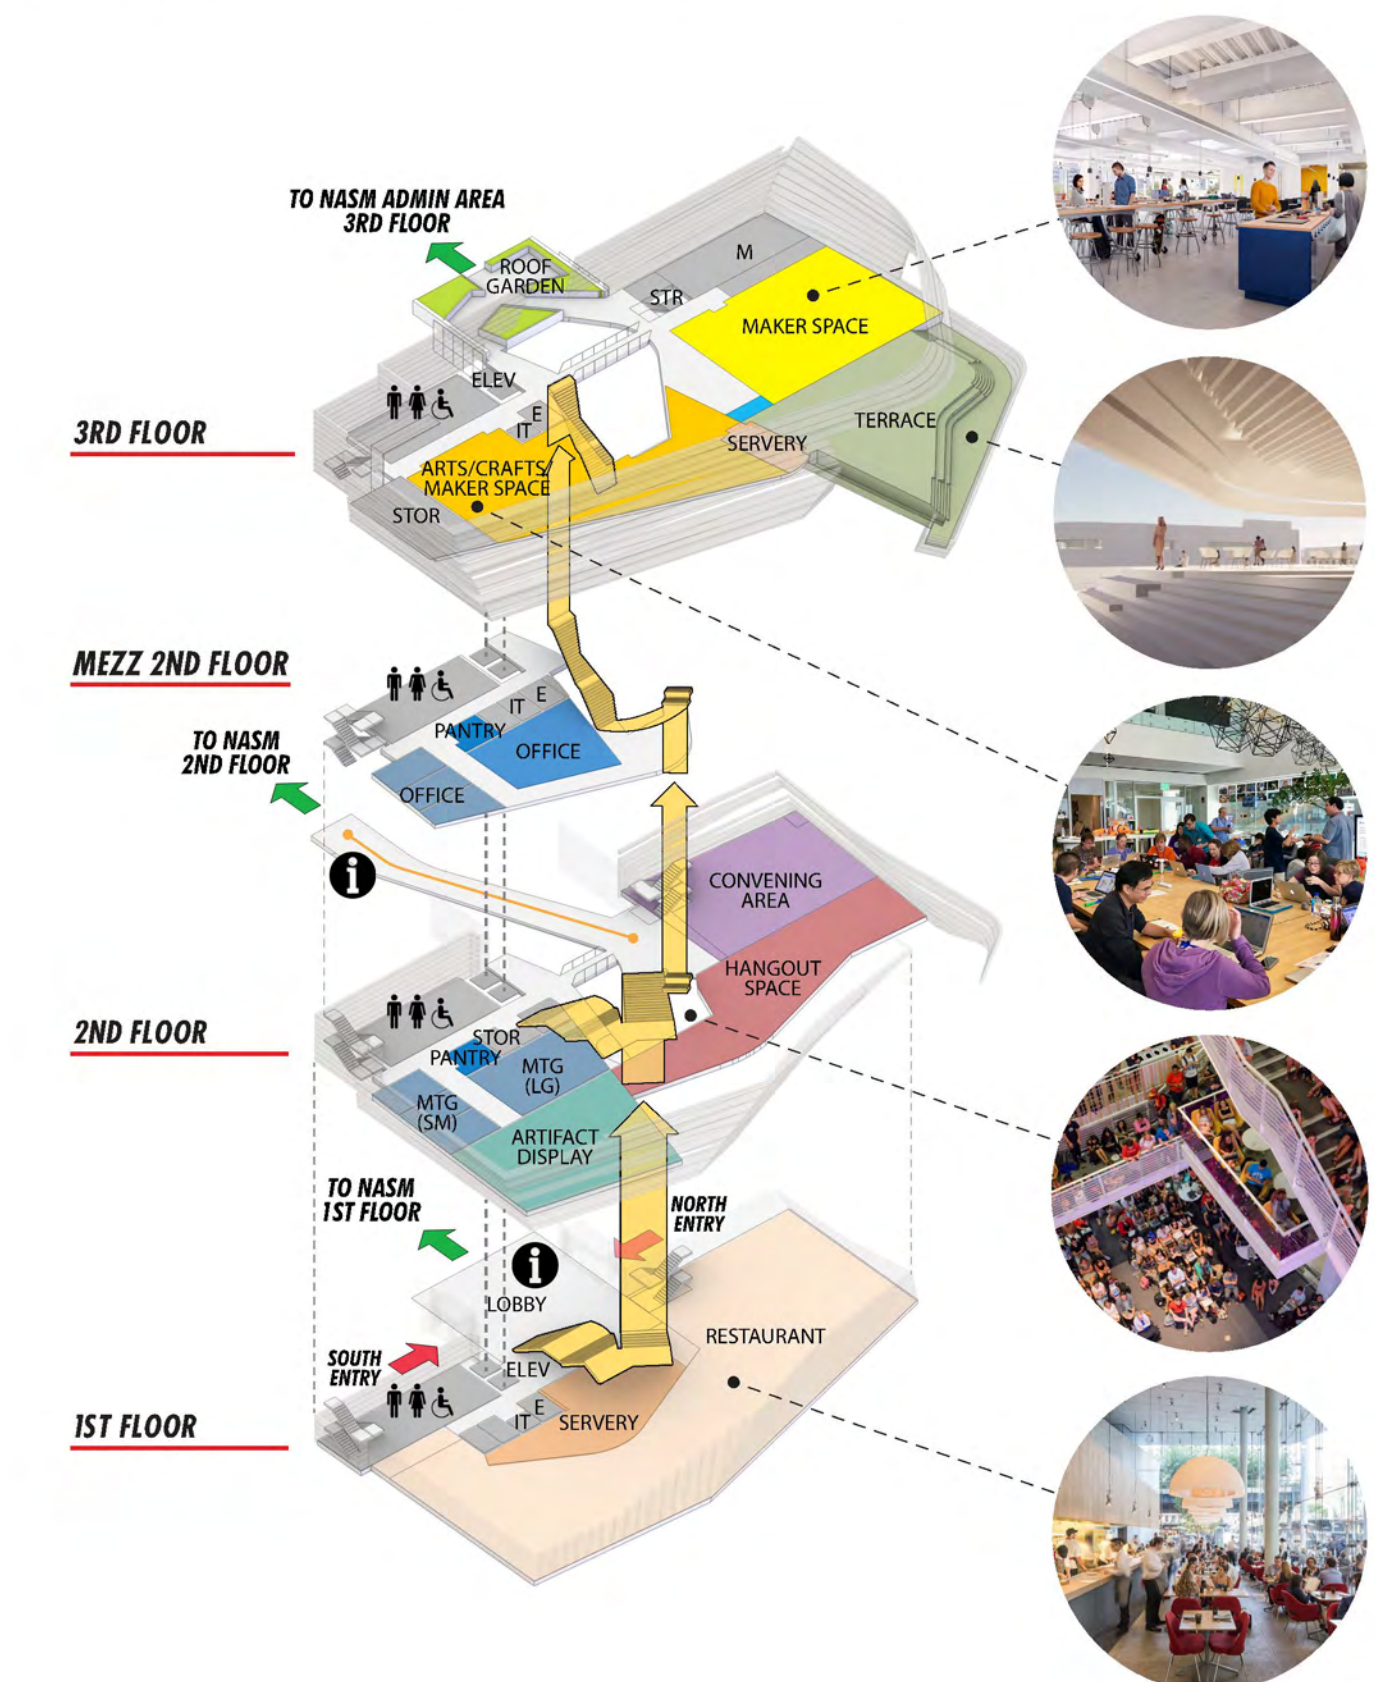 TO NASM ADMIN AREA
3RD FLOOR
ROOF
GARDEN
M
STR
MAKER SPACE
ELEV
E
IT
TERRACE
SERVERY
3RD FLOOR
ARTS/CRAFTS/
MAKER SPACE
STOR
MEZZ 2ND FLOOR
E
IT
PANTRY
OFFICE
OFFICE
TO NASM
2ND FLOOR
i
CONVENING
AREA
HANGOUT
SPACE
2ND FLOOR
STOR
PANTRY
MTG
(LG)
MTG
(SM)
ARTIFACT
DISPLAY
TO NASM
1ST FLOOR
NORTH
ENTRY
i
LOBBY
RESTAURANT
SOUTH
ENTRY
ELEV
E
IT
SERVERY
1ST FLOOR